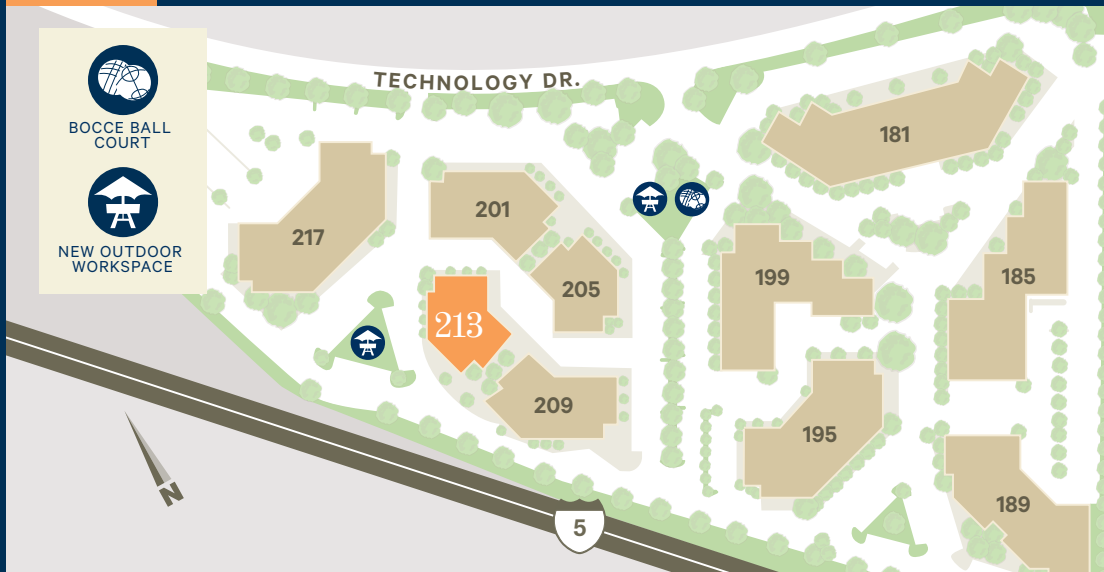 BOCCE BALL
COURT
NEW OUTDOOR
WORKSPACE
TECHNOLOGY DR.
181
201
217
205
199
185
213
209
195
189
5
N